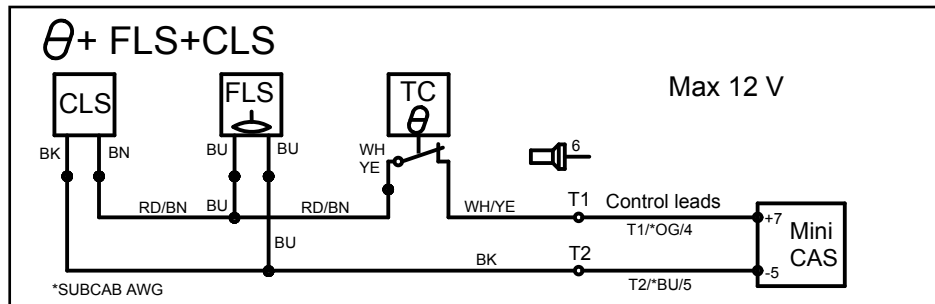 θ+ FLS+CLS
CLS
FLS
TC
θ
Max 12 V
BK
BN
BU
BU
WH
YE
6
RD/BN
BU
RD/BN
WH/YE
T1
Control leads
T1/*OG/4
+7
Mini
CAS
BU
BK
T2
-5
*SUBCAB AWG
T2/*BU/5